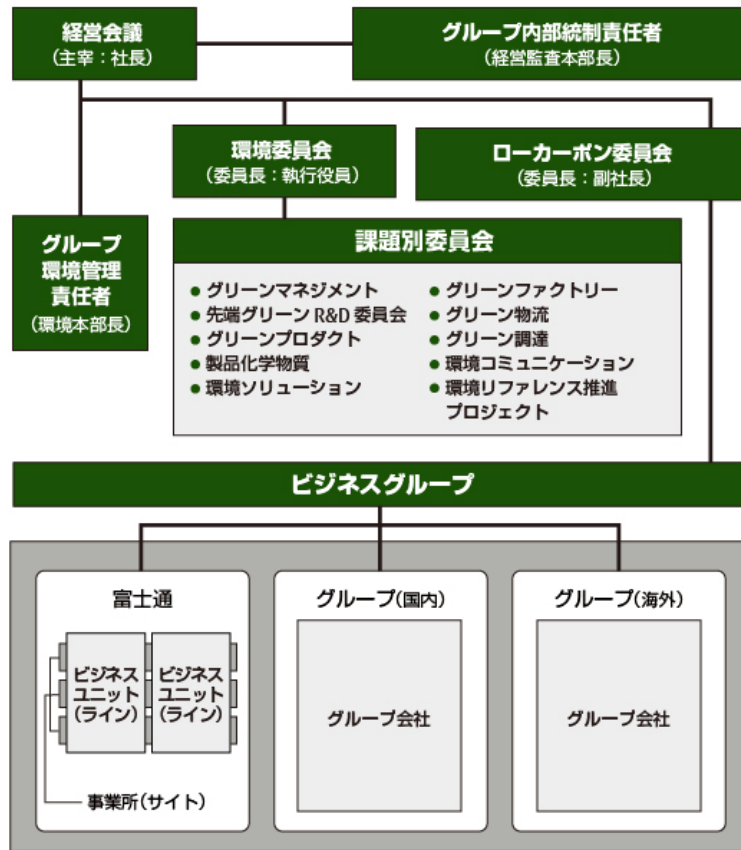 経営会議
(主宰：社長)
グループ内部統制責任者
(経営監査本部長)
環境委員会
(委員長：執行役員)
ローカーボン委員会
(委員長：副社長)
グループ
環境管理
責任者
(環境本部長)
課題別委員会
● グリーンマネジメント
● 先端グリーン R&D 委員会
● グリーンプロダクト
● 製品化学物質
● 環境ソリューション
● グリーンファクトリー
● グリーン物流
● グリーン調達
● 環境コミュニケーション
● 環境リファレンス推進
プロジェクト
ビジネスグループ
富士通
ビジネス
ユニット
(ライン)
ビジネス
ユニット
(ライン)
事業所(サイト)
グループ(国内)
グループ会社
グループ(海外)
グループ会社